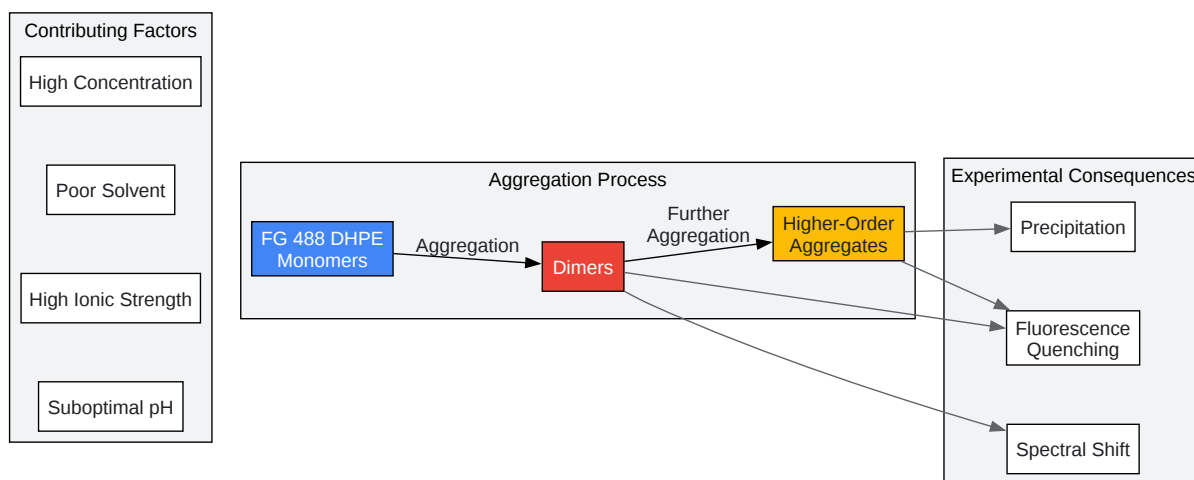 Contributing Factors
High Concentration
Poor Solvent
High Ionic Strength
Suboptimal pH
Aggregation Process
FG 488 DHPE
Monomers
Aggregation
Dimers
Further
Aggregation
Higher-Order
Aggregates
Experimental Consequences
Precipitation
Fluorescence
Quenching
Spectral Shift